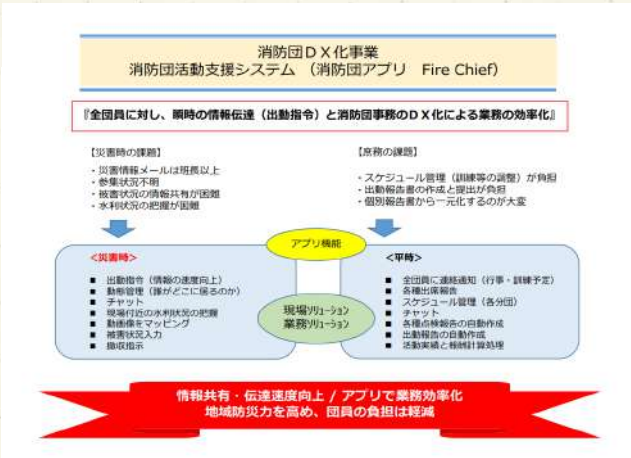 消防団DX化事業
消防団活動支援システム （消防団アプリ　Fire Chief）
『全団員に対し、瞬時の情報伝達（出動指令）と消防団事務のDX化による業務の効率化』
【災害時の課題】
・災害情報メールは班長以上
・参集状況不明
・被害状況の情報共有が困難
・水利状況の把握が困難
【庶務の課題】
・スケジュール管理（訓練等の調整）が負担
・出動報告書の作成と提出が負担
・個別報告書から一元化するのが大変
アプリ機能
＜災害時＞
■ 出動指令（情報の速度向上）
■ 動態管理（誰がどこに居るのか）
■ チャット
■ 現場付近の水利状況の把握
■ 動画像をマッピング
■ 被害状況入力
■ 撤収指示
現場ソリューション
業務ソリューション
＜平時＞
■ 全団員に連絡通知（行事・訓練予定）
■ 各種出席報告
■ スケジュール管理（各分団）
■ チャット
■ 各種点検報告の自動作成
■ 出動報告の自動作成
■ 活動実績と報酬計算処理
情報共有・伝達速度向上 / アプリで業務効率化
地域防災力を高め、団員の負担は軽減